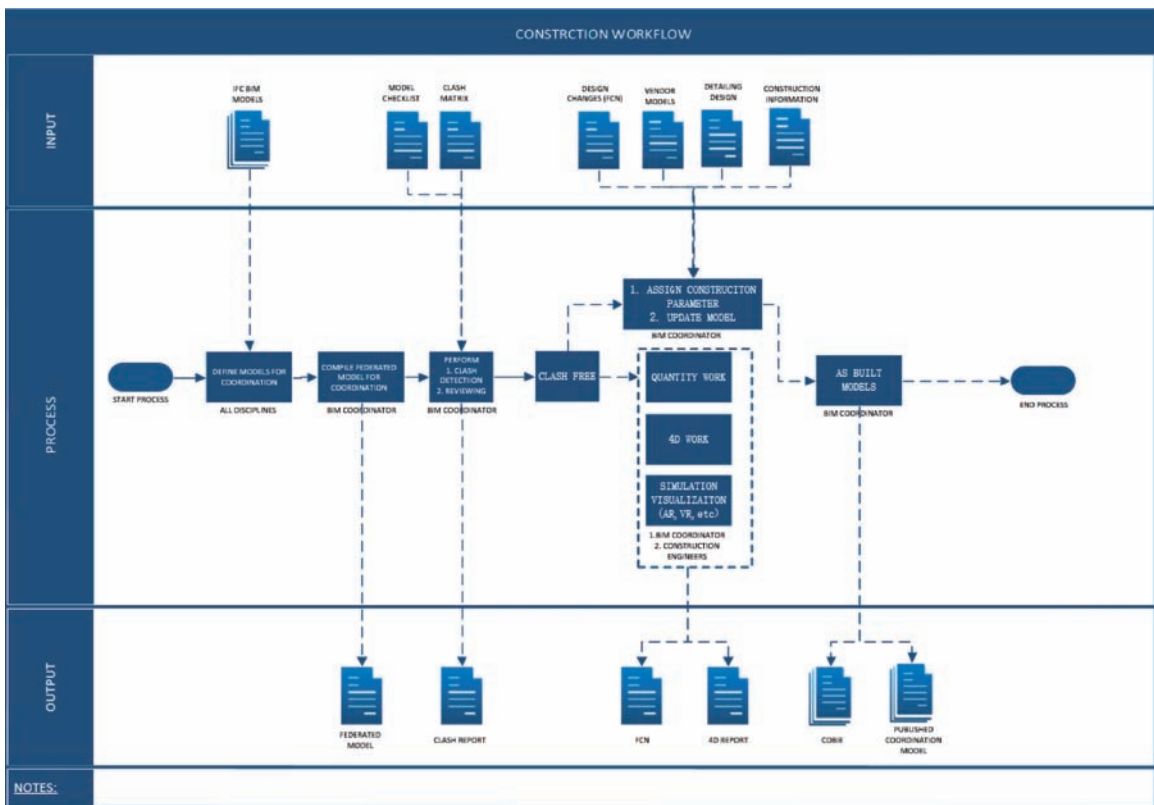 CONSTRCTION WORKFLOW
INPUT
IFC BIM
MODELS
MODEL
CHECKLIST
CLASH
MATRIX
DESIGN
CHANGES (FCN)
VENDOR
MODELS
DETAILING
DESIGN
CONSTRUCTION
INFORMATION
PROCESS
START PROCESS
DEFINE MODELS FOR
COORDINATION
ALL DISCIPLINES
COMPILE FEDERATED
MODEL FOR
COORDINATION
BIM COORDINATOR
PERFORM
1. CLASH
DETECTION
2. REVIEWING
BIM COORDINATOR
CLASH FREE
1. ASSIGN CONSTRUCITON
PARAMETER
2. UPDATE MODEL
BIM COORDINATOR
QUANTITY WORK
4D WORK
SIMULATION
VISUALIZAITON
(AR, VR, etc)
1.BIM COORDINATOR
2. CONSTRUCTION
ENGINEERS
AS BUILT
MODELS
BIM COORDINATOR
END PROCESS
OUTPUT
FEDERATED
MODEL
CLASH REPORT
FCN
4D REPORT
COBIE
PUBLISHED
COORDINATION
MODEL
NOTES: